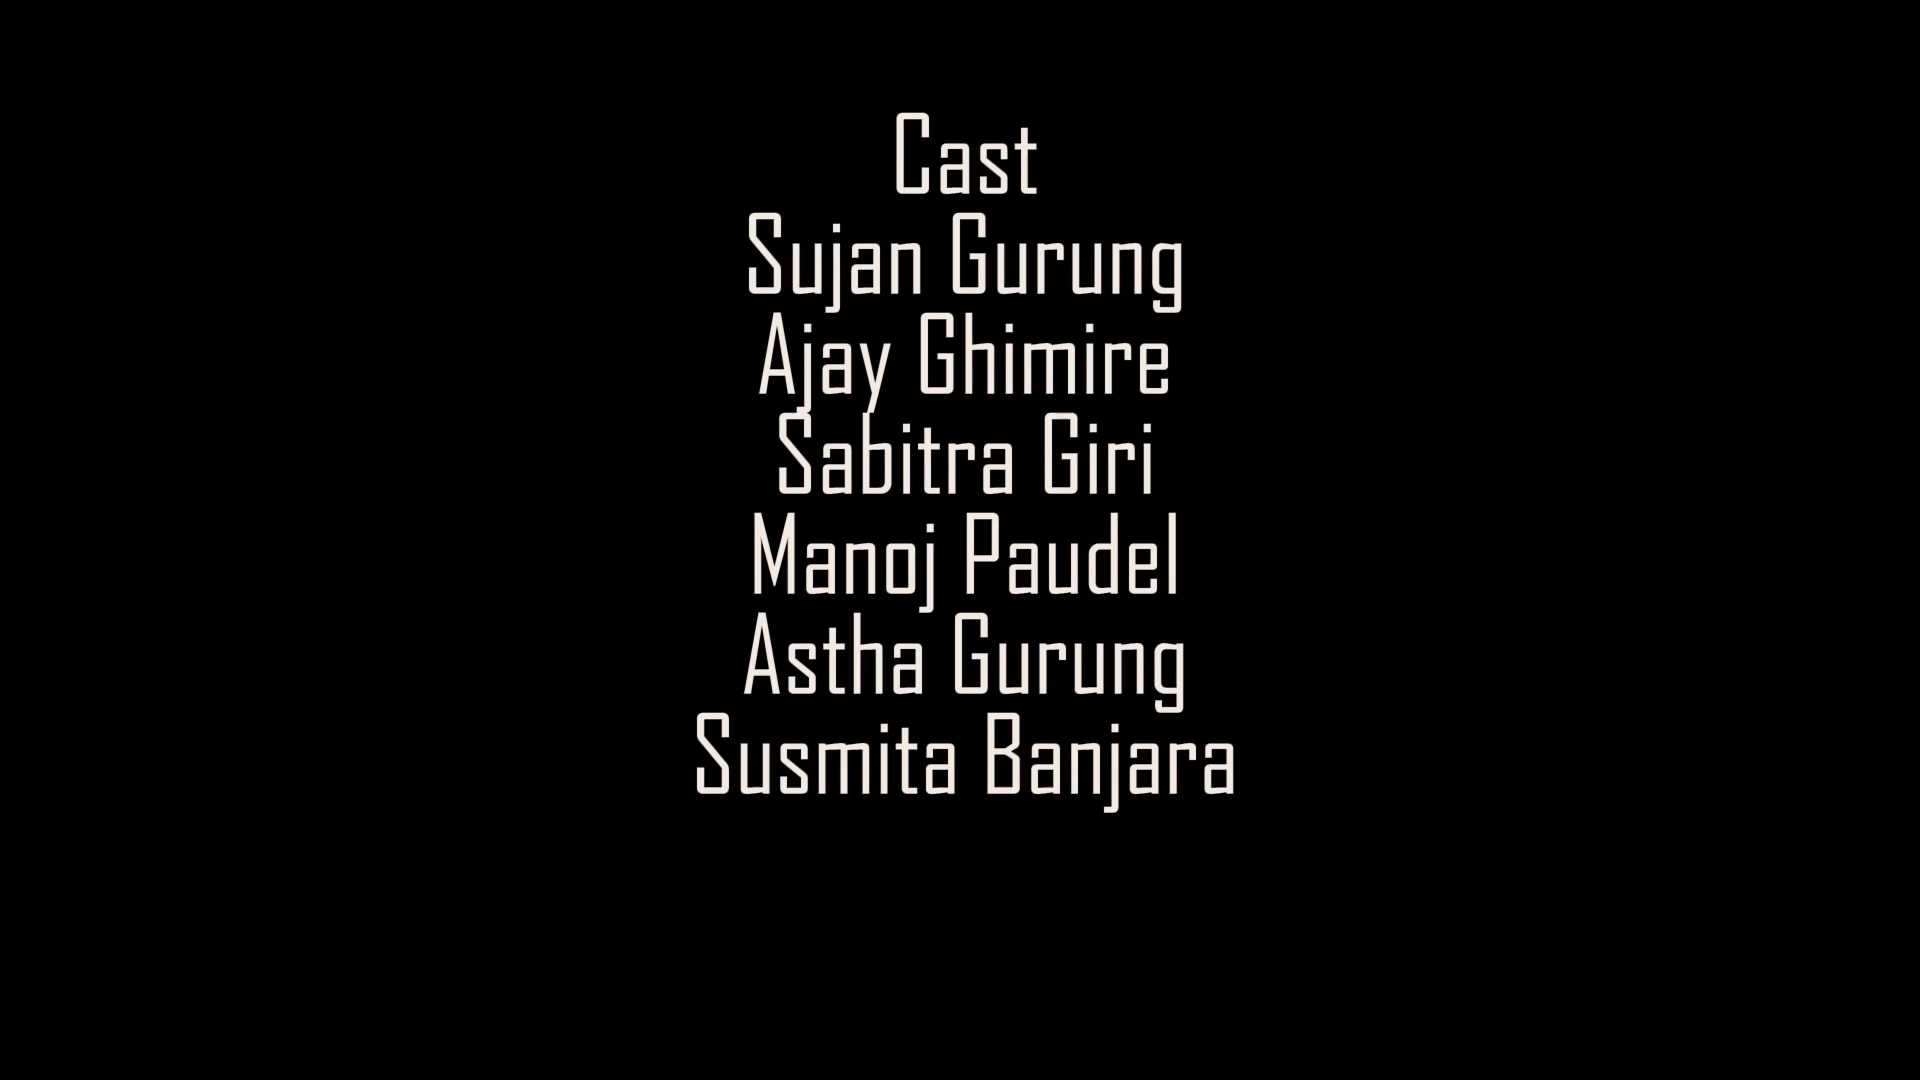 Cast
Sujan Gurung
Ajay Ghimire
Sabitra Giri
Manoj Paudel
Astha Gurung
Susmita Banjara